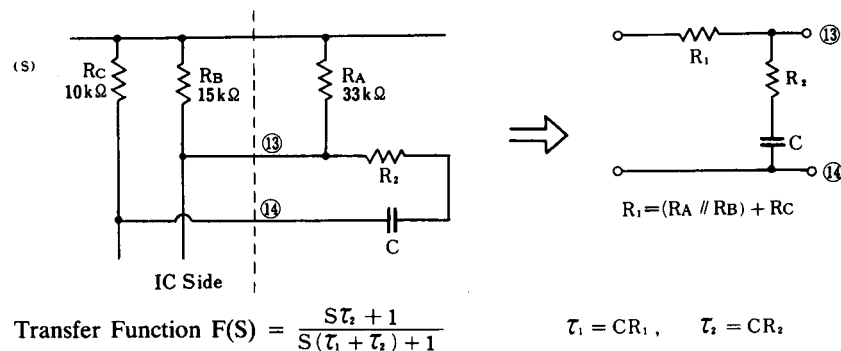 (S)
RC
10kΩ
RB
15kΩ
RA
33kΩ
⑬
R₂
⑭
C
IC Side
R₁
⑬
R₂
C
⑭
R₁=(RA // RB) + RC
Transfer Function F(S) = \frac{Sτ₂ + 1}{S(τ₁ + τ₂) + 1}
τ₁ = CR₁ , τ₂ = CR₂